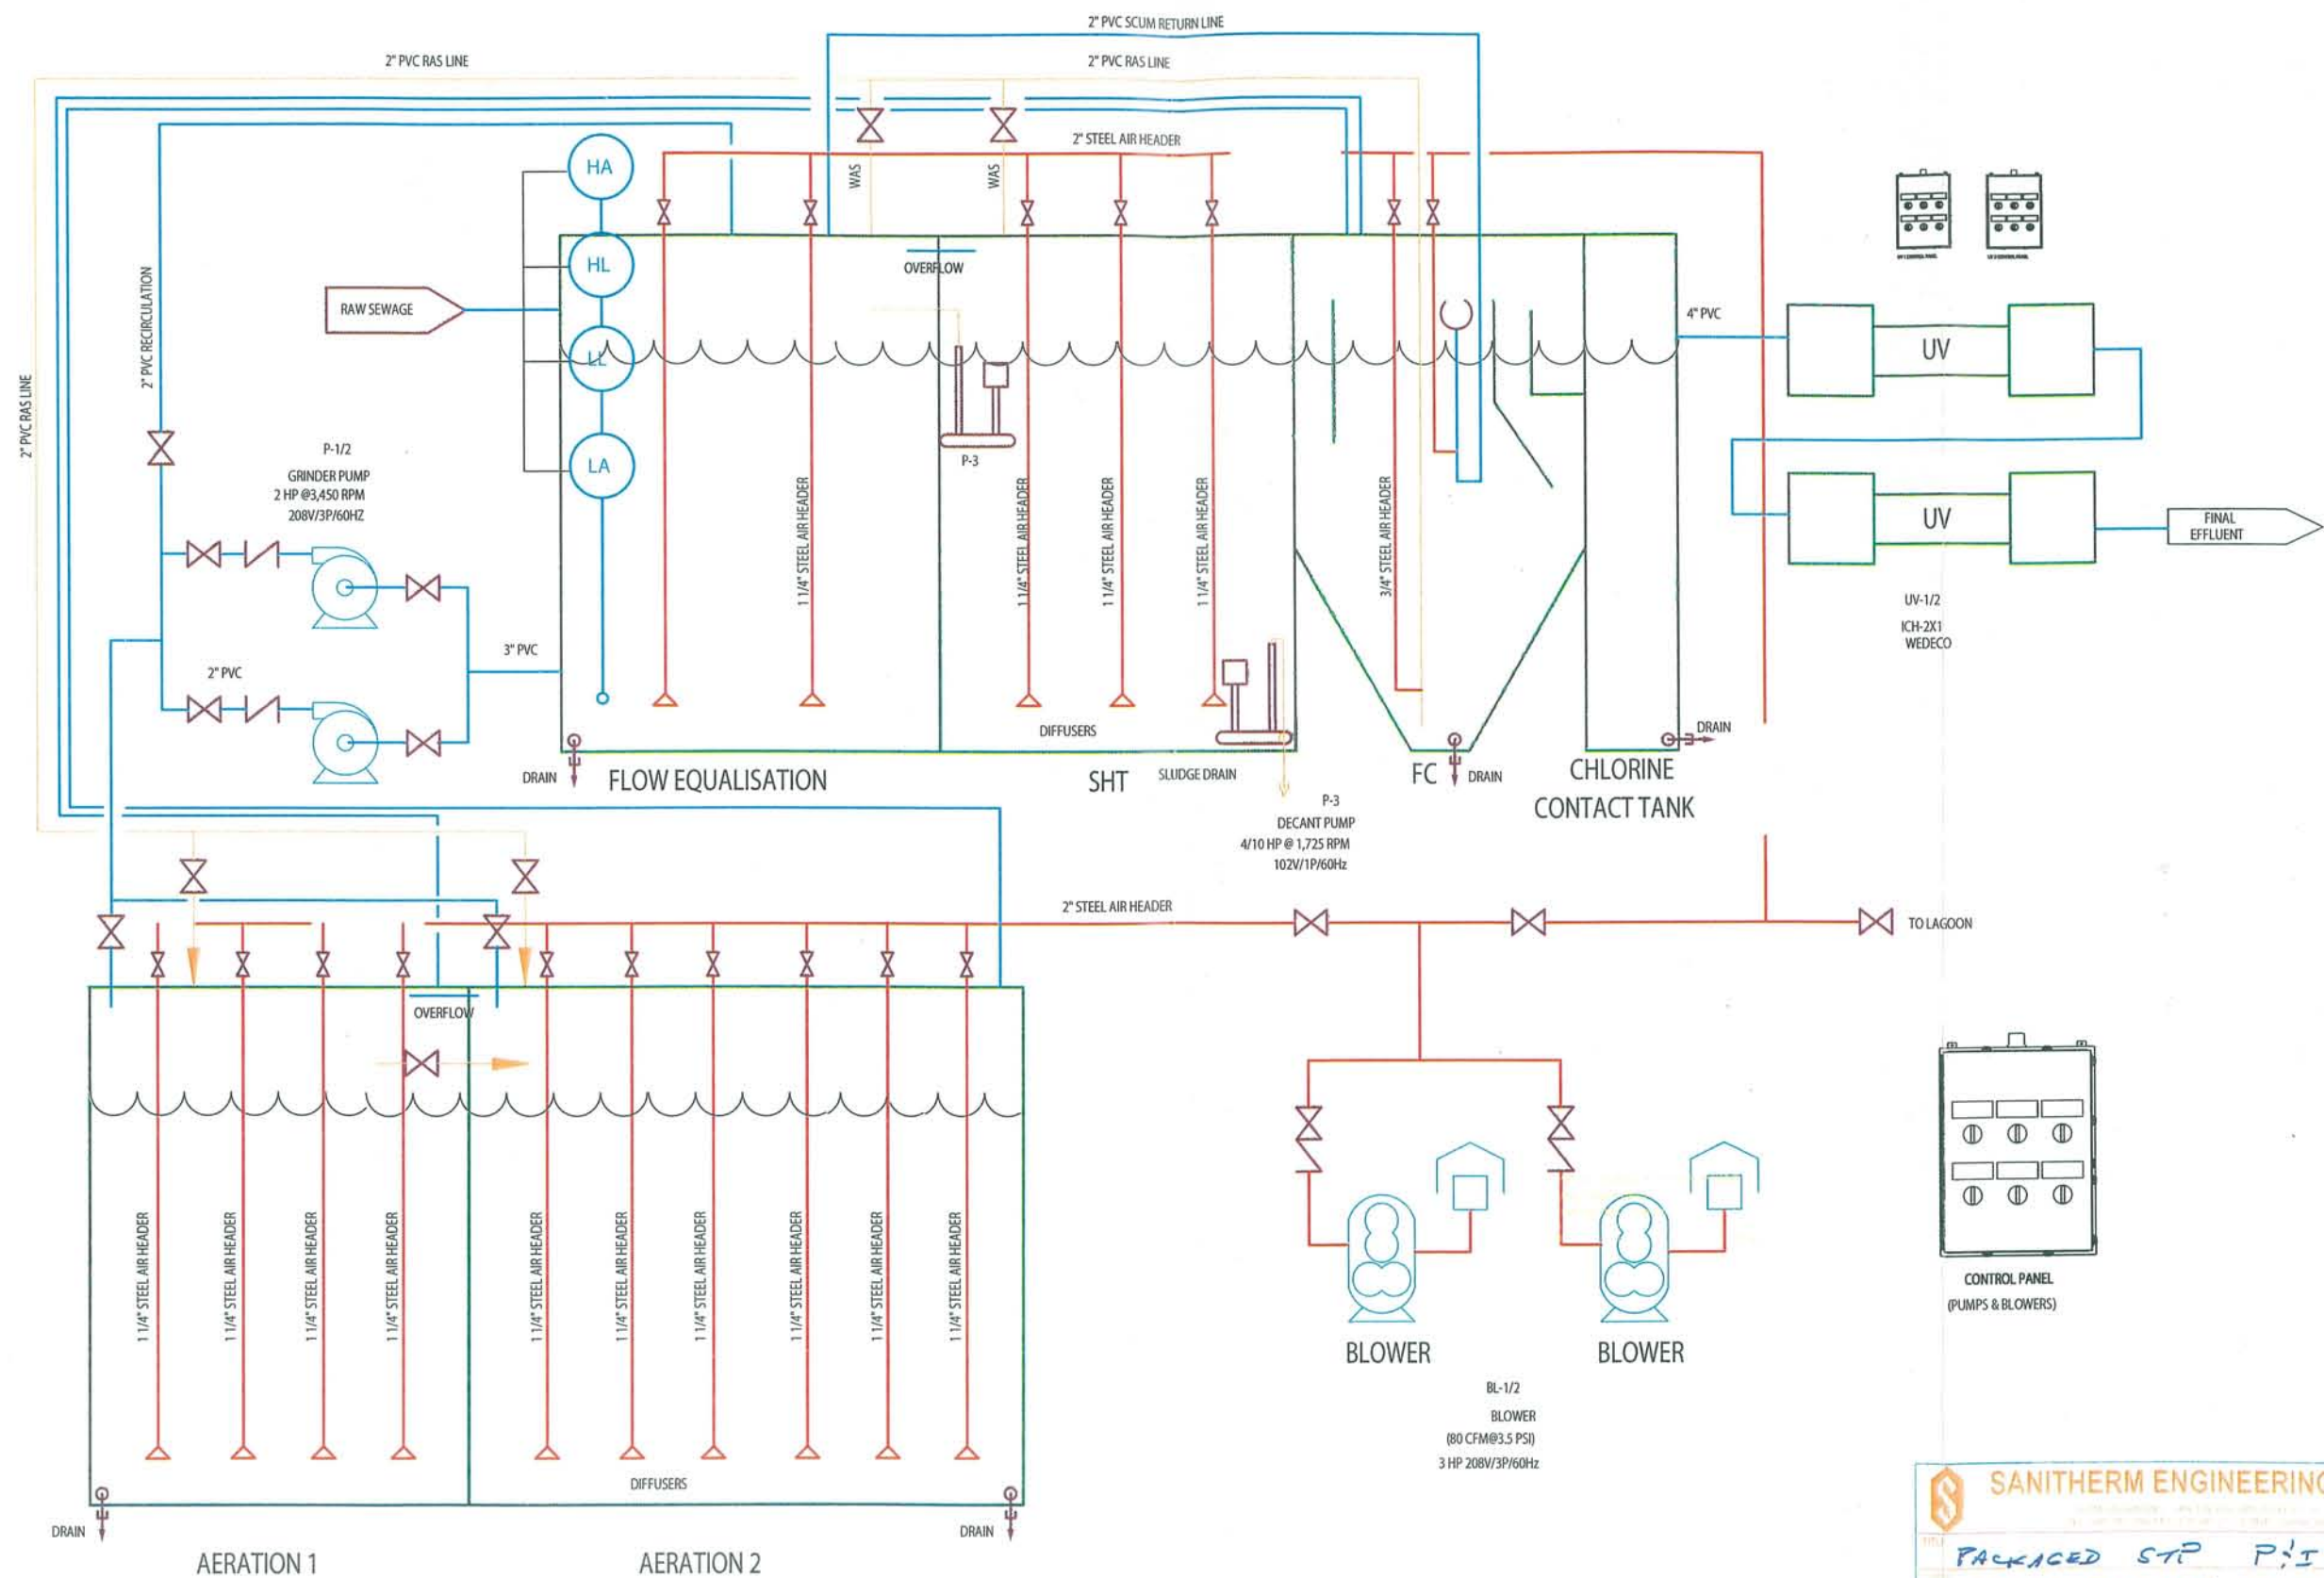 2" PVC SCUM RETURN LINE
2" PVC RAS LINE
2" PVC RAS LINE
2" STEEL AIR HEADER
HA
WAS
WAS
HL
OVERFLOW
2" PVC RECIRCULATION
RAW SEWAGE
4" PVC
UV
LL
2" PVC RAS LINE
P-1/2
GRINDER PUMP
2 HP @3,450 RPM
208V/3P/60HZ
LA
P-3
1 1/4" STEEL AIR HEADER
1 1/4" STEEL AIR HEADER
1 1/4" STEEL AIR HEADER
1 1/4" STEEL AIR HEADER
3/4" STEEL AIR HEADER
UV
FINAL
EFFLUENT
UV-1/2
ICH-2X1
WEDECO
3" PVC
2" PVC
DIFFUSERS
DRAIN
DRAIN
FLOW EQUALISATION
SHT
SLUDGE DRAIN
FC
DRAIN
CHLORINE
CONTACT TANK
P-3
DECANT PUMP
4/10 HP @ 1,725 RPM
102V/1P/60Hz
2" STEEL AIR HEADER
TO LAGOON
OVERFLOW
1 1/4" STEEL AIR HEADER
1 1/4" STEEL AIR HEADER
1 1/4" STEEL AIR HEADER
1 1/4" STEEL AIR HEADER
1 1/4" STEEL AIR HEADER
1 1/4" STEEL AIR HEADER
1 1/4" STEEL AIR HEADER
1 1/4" STEEL AIR HEADER
1 1/4" STEEL AIR HEADER
1 1/4" STEEL AIR HEADER
CONTROL PANEL
(PUMPS & BLOWERS)
BLOWER
BLOWER
BL-1/2
BLOWER
(80 CFM@3.5 PSI)
3 HP 208V/3P/60Hz
DIFFUSERS
DRAIN
DRAIN
AERATION 1
AERATION 2
SANITHERM ENGINEERING
TITLE
PACKAGED STP P&I